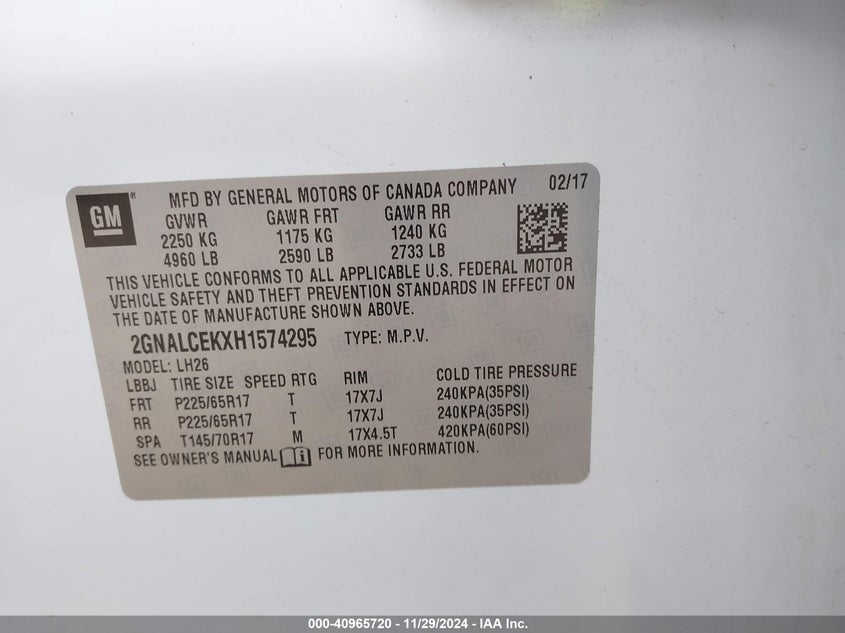 GM ® MFD BY GENERAL MOTORS OF CANADA COMPANY 02/17
GVWR GAWR FRT GAWR RR
2250 KG 1175 KG 1240 KG
4960 LB 2590 LB 2733 LB
THIS VEHICLE CONFORMS TO ALL APPLICABLE U.S. FEDERAL MOTOR
VEHICLE SAFETY AND THEFT PREVENTION STANDARDS IN EFFECT ON
THE DATE OF MANUFACTURE SHOWN ABOVE.
2GNALCEKXH1574295 TYPE: M.P.V.
MODEL: LH26
LBBJ TIRE SIZE SPEED RTG RIM COLD TIRE PRESSURE
FRT P225/65R17 T 17X7J 240KPA(35PSI)
RR P225/65R17 T 17X7J 240KPA(35PSI)
SPA T145/70R17 M 17X4.5T 420KPA(60PSI)
SEE OWNER'S MANUAL i FOR MORE INFORMATION.
000-40965720 - 11/29/2024 - IAA Inc.